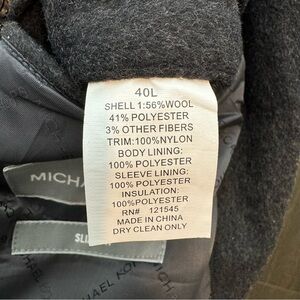 40L
SHELL 1:56%WOOL
41% POLYESTER
3% OTHER FIBERS
TRIM:100%NYLON
BODY LINING:
100% POLYESTER
SLEEVE LINING:
100% POLYESTER
INSULATION:
100%POLYESTER
RN# 121545
MADE IN CHINA
DRY CLEAN ONLY
MICHA
SLI